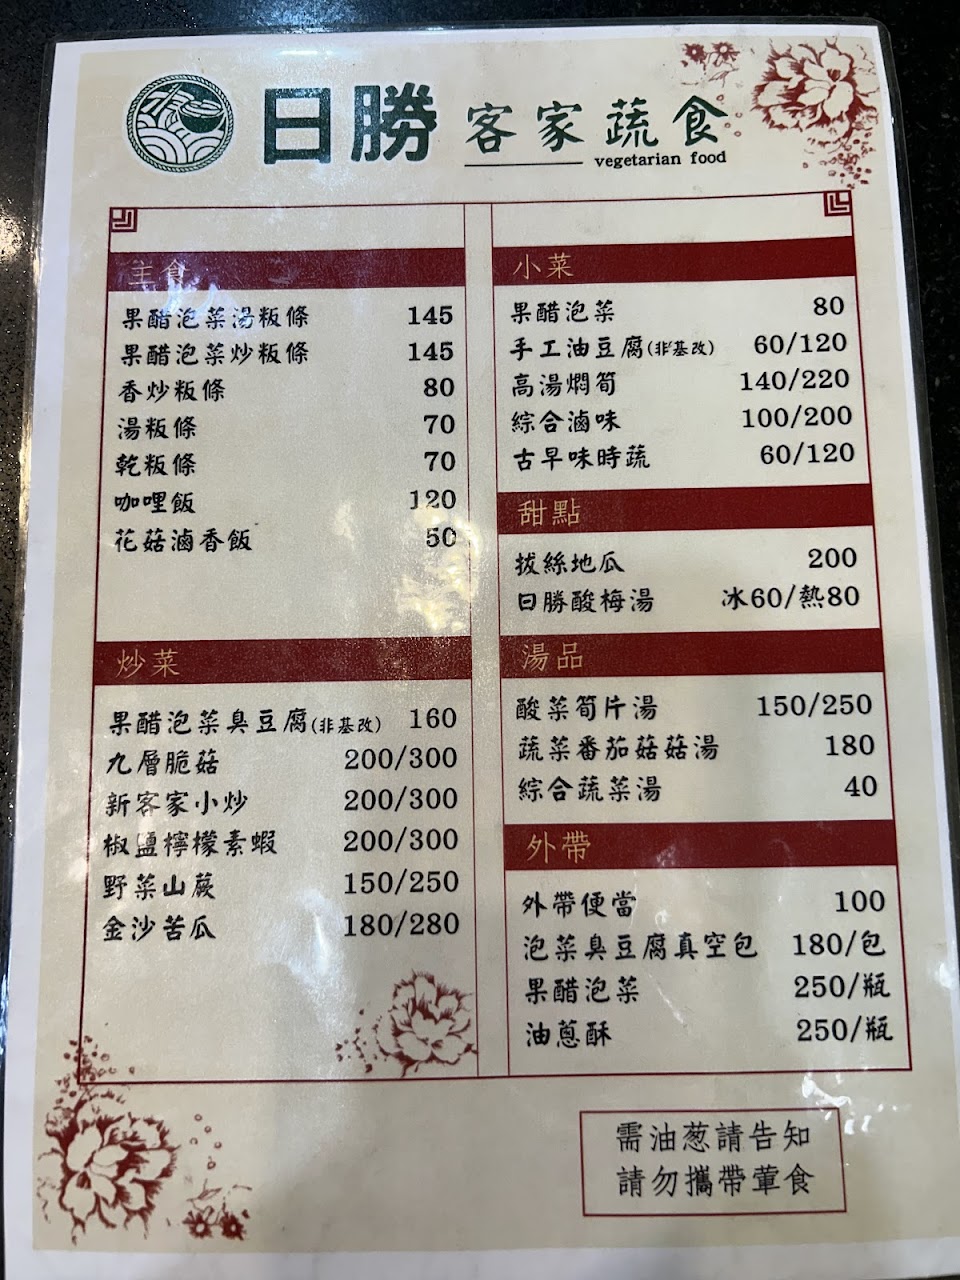 日勝 客家蔬食
vegetarian food
主食
果醋泡菜湯粄條 145
果醋泡菜炒粄條 145
香炒粄條 80
湯粄條 70
乾粄條 70
咖哩飯 120
花菇滷香飯 50
炒菜
果醋泡菜臭豆腐(非基改) 160
九層脆菇 200/300
新客家小炒 200/300
椒鹽檸檬素蝦 200/300
野菜山蕨 150/250
金沙苦瓜 180/280
小菜
果醋泡菜 80
手工油豆腐(非基改) 60/120
高湯燜筍 140/220
綜合滷味 100/200
古早味時蔬 60/120
甜點
拔絲地瓜 200
日勝酸梅湯 冰60/熱80
湯品
酸菜筍片湯 150/250
蔬菜番茄菇菇湯 180
綜合蔬菜湯 40
外帶
外帶便當 100
泡菜臭豆腐真空包 180/包
果醋泡菜 250/瓶
油蔥酥 250/瓶
需油葱請告知
請勿攜帶葷食